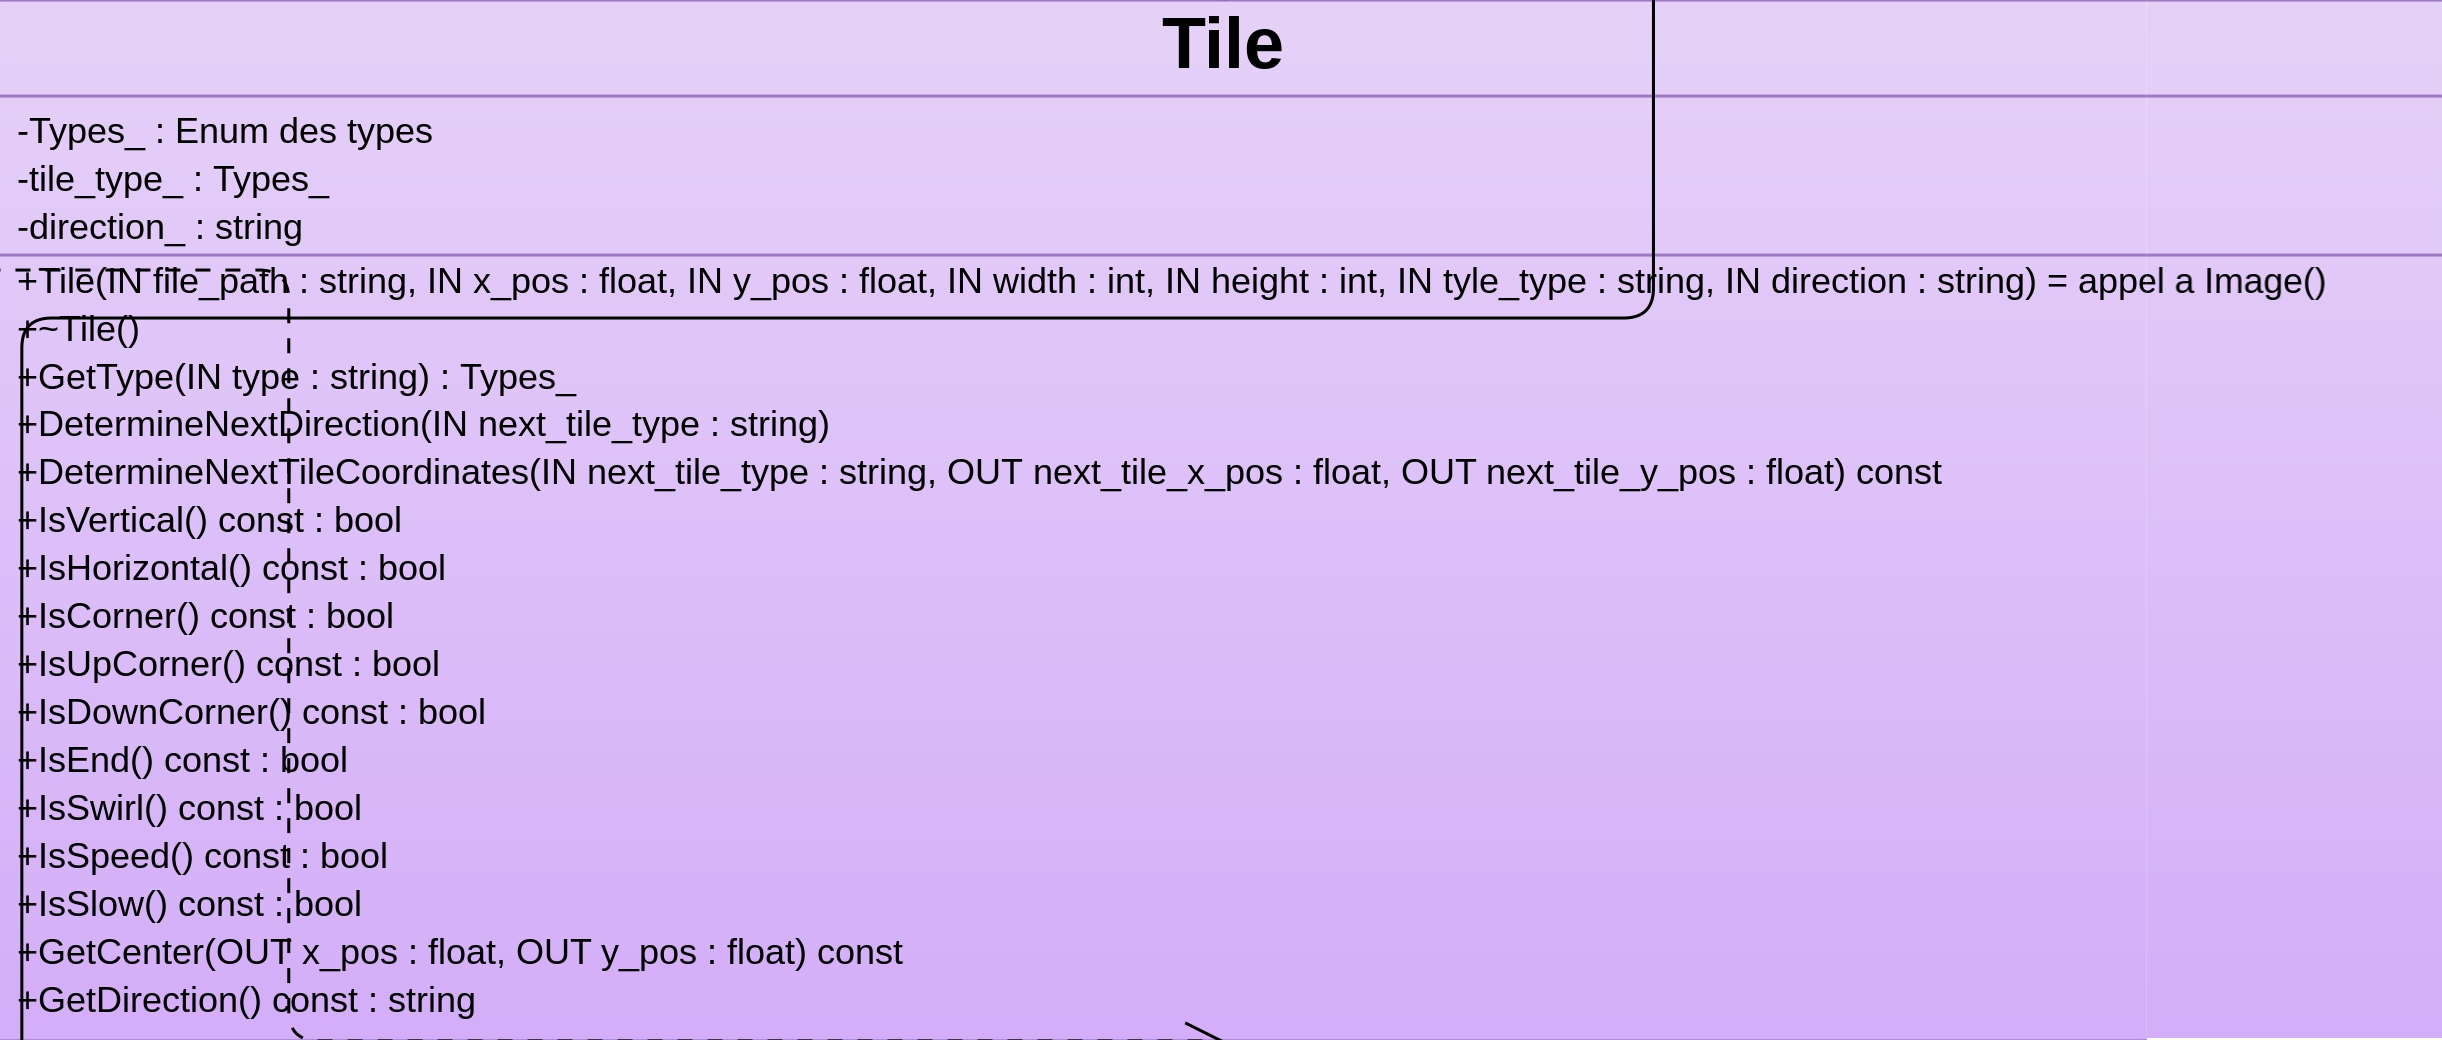 Tile
-Types_ : Enum des types
-tile_type_ : Types_
-direction_ : string
+Tile(IN file_path : string, IN x_pos : float, IN y_pos : float, IN width : int, IN height : int, IN tyle_type : string, IN direction : string) = appel a Image()
+~Tile()
+GetType(IN type : string) : Types_
+DetermineNextDirection(IN next_tile_type : string)
+DetermineNextTileCoordinates(IN next_tile_type : string, OUT next_tile_x_pos : float, OUT next_tile_y_pos : float) const
+IsVertical() const : bool
+IsHorizontal() const : bool
+IsCorner() const : bool
+IsUpCorner() const : bool
+IsDownCorner() const : bool
+IsEnd() const : bool
+IsSwirl() const : bool
+IsSpeed() const : bool
+IsSlow() const : bool
+GetCenter(OUT x_pos : float, OUT y_pos : float) const
+GetDirection() const : string